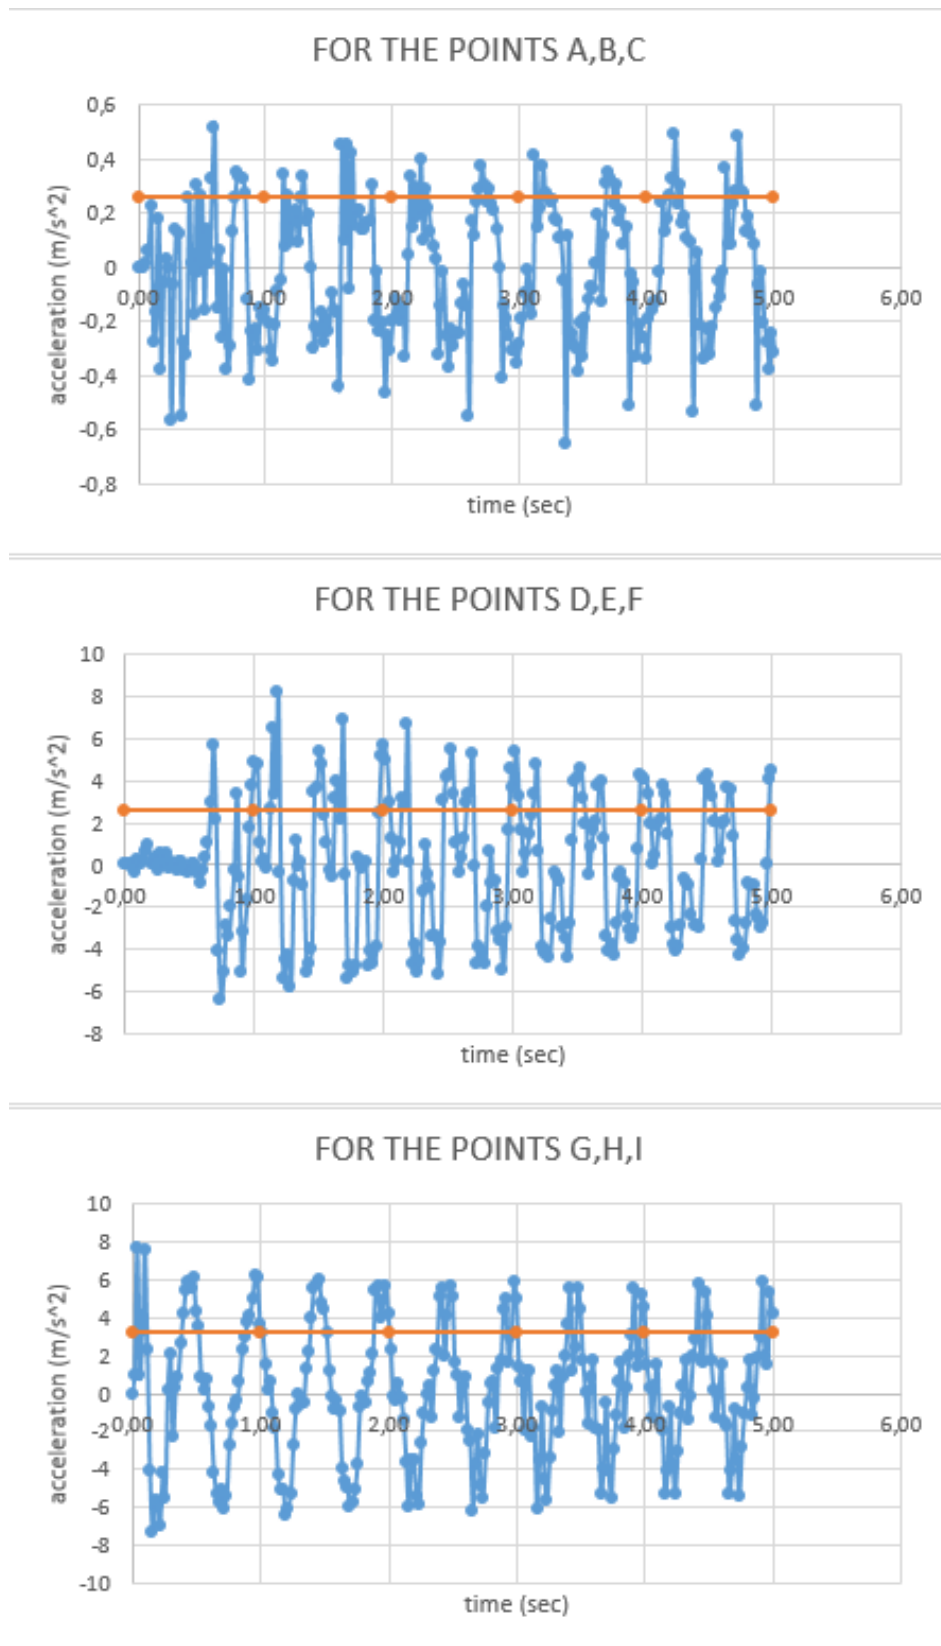 FOR THE POINTS A,B,C
0,6
0,4
0,2
0
-0,2
-0,4
-0,6
-0,8
acceleration (m/s^2)
0,00 1,00 2,00 3,00 4,00 5,00 6,00
time (sec)
FOR THE POINTS D,E,F
10
8
6
4
2
0
-2
-4
-6
-8
acceleration (m/s^2)
0,00 1,00 2,00 3,00 4,00 5,00 6,00
time (sec)
FOR THE POINTS G,H,I
10
8
6
4
2
0
-2
-4
-6
-8
-10
acceleration (m/s^2)
0,00 1,00 2,00 3,00 4,00 5,00 6,00
time (sec)